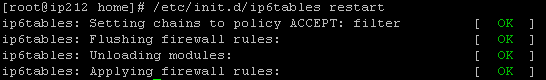 [root@ip212 home]# /etc/init.d/ip6tables restart
ip6tables: Setting chains to policy ACCEPT: filter [ OK ]
ip6tables: Flushing firewall rules: [ OK ]
ip6tables: Unloading modules: [ OK ]
ip6tables: Applying firewall rules: [ OK ]